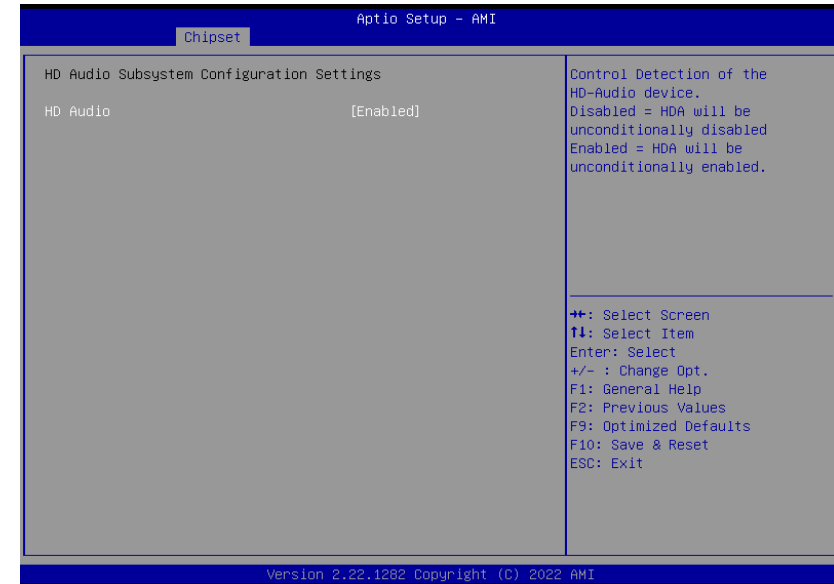 Aptio Setup – AMI
Chipset
HD Audio Subsystem Configuration Settings
HD Audio [Enabled]
Control Detection of the
HD-Audio device.
Disabled = HDA will be
unconditionally disabled
Enabled = HDA will be
unconditionally enabled.
→←: Select Screen
↑↓: Select Item
Enter: Select
+/- : Change Opt.
F1: General Help
F2: Previous Values
F9: Optimized Defaults
F10: Save & Reset
ESC: Exit
Version 2.22.1282 Copyright (C) 2022 AMI